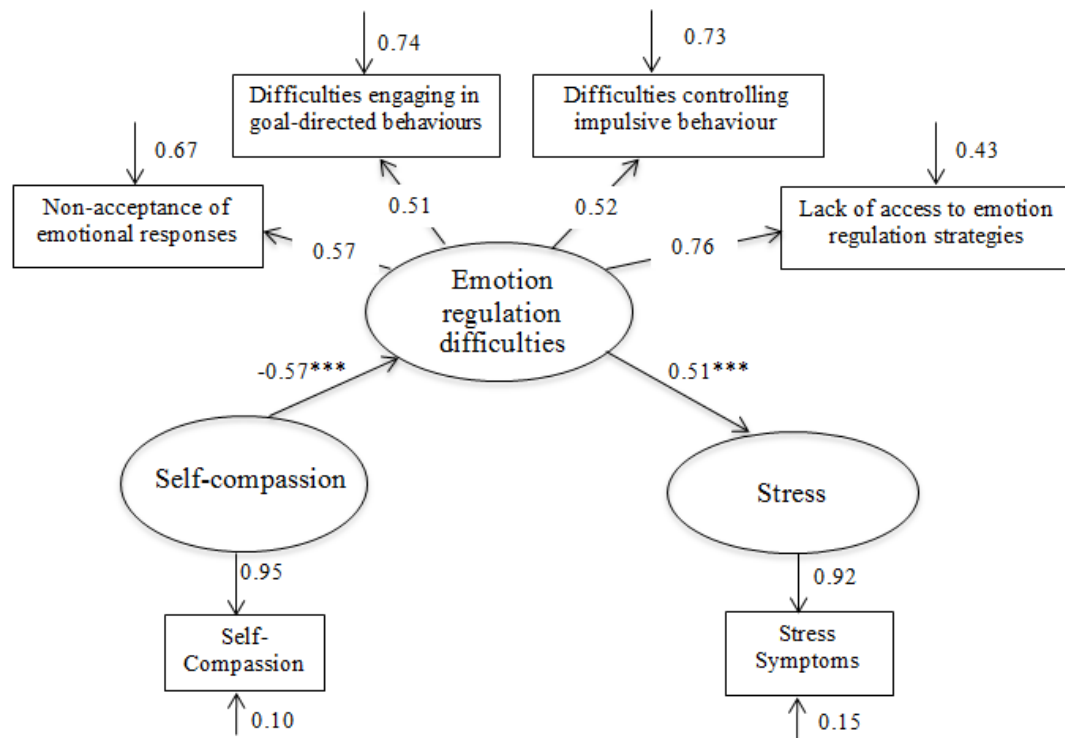 0.74
0.73
Difficulties engaging in
goal-directed behaviours
Difficulties controlling
impulsive behaviour
0.67
0.43
Non-acceptance of
emotional responses
Lack of access to emotion
regulation strategies
0.51
0.52
0.57
0.76
Emotion
regulation
difficulties
-0.57***
0.51***
Self-compassion
Stress
0.95
0.92
Self-
Compassion
Stress
Symptoms
0.10
0.15